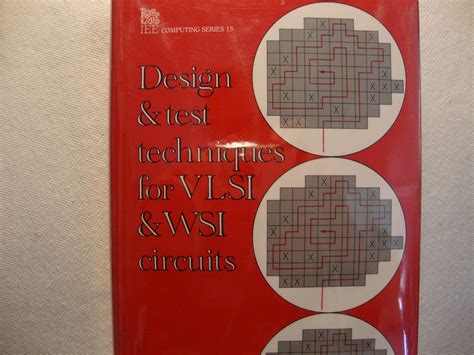 IEE COMPUTING SERIES 15
Design
& test
techniques
for VLSI
& WSI
circuits